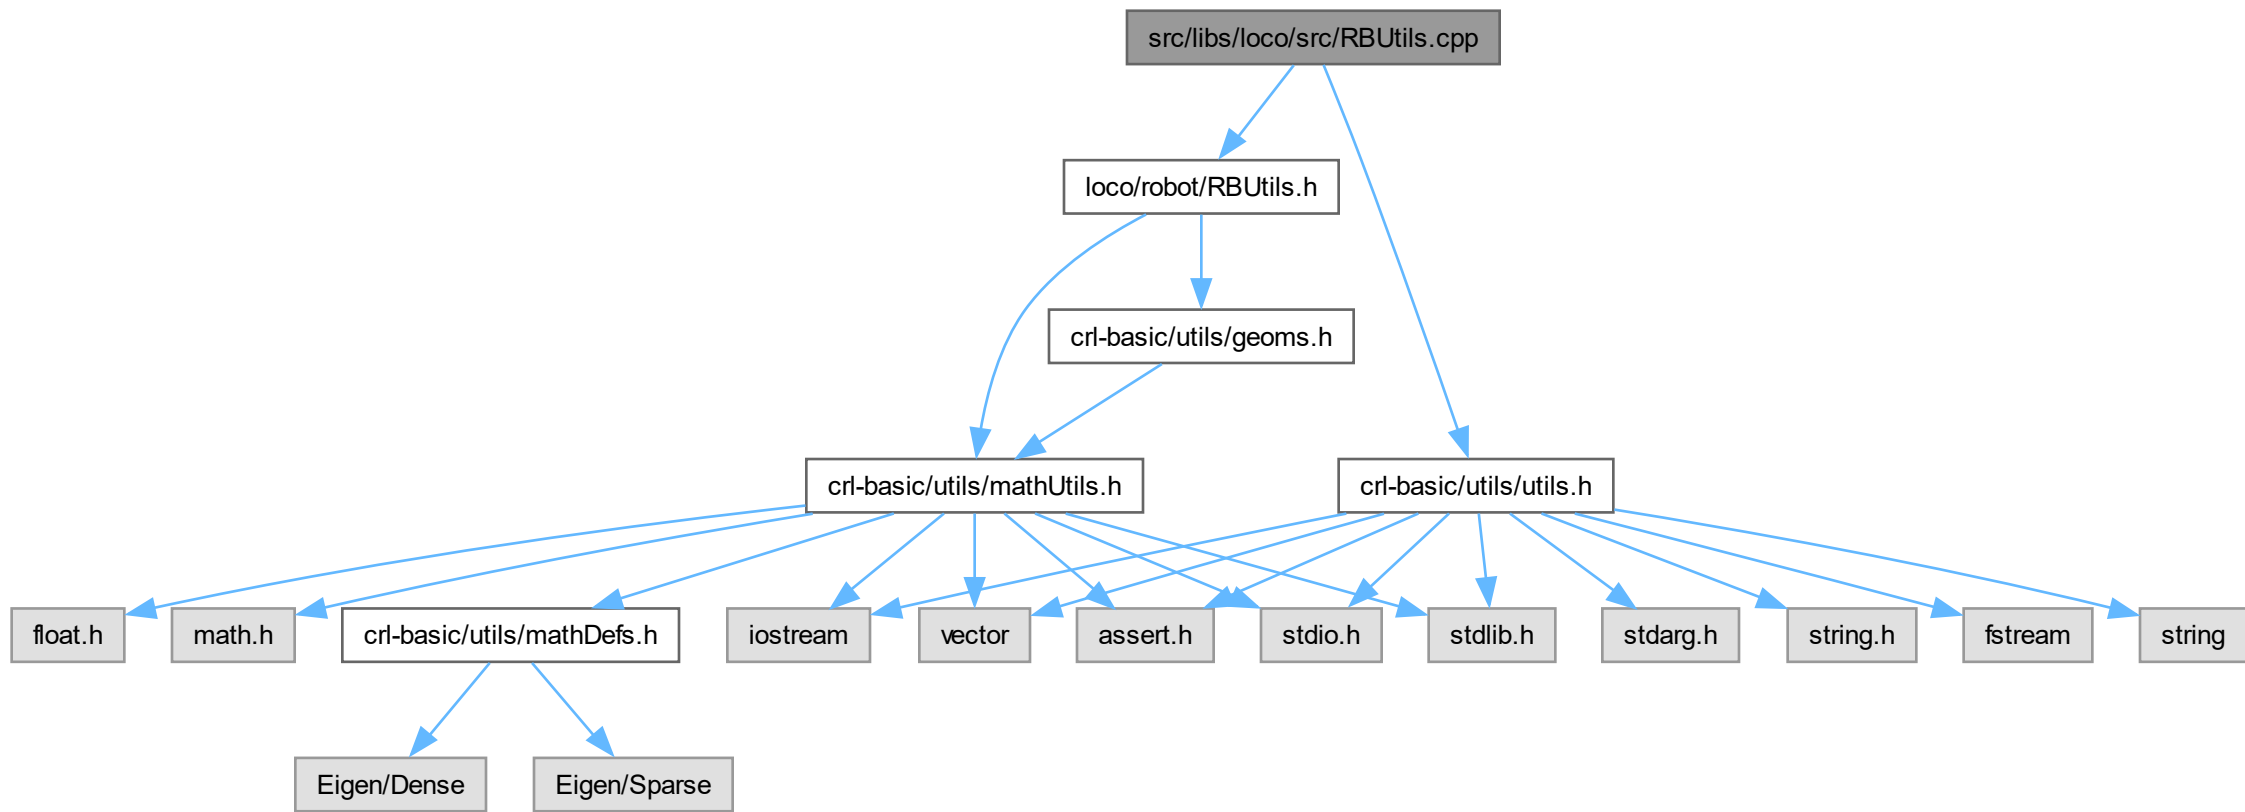 src/libs/loco/src/RBUtils.cpp
loco/robot/RBUtils.h
crl-basic/utils/geoms.h
crl-basic/utils/mathUtils.h
crl-basic/utils/utils.h
float.h
math.h
crl-basic/utils/mathDefs.h
iostream
vector
assert.h
stdio.h
stdlib.h
stdarg.h
string.h
fstream
string
Eigen/Dense
Eigen/Sparse